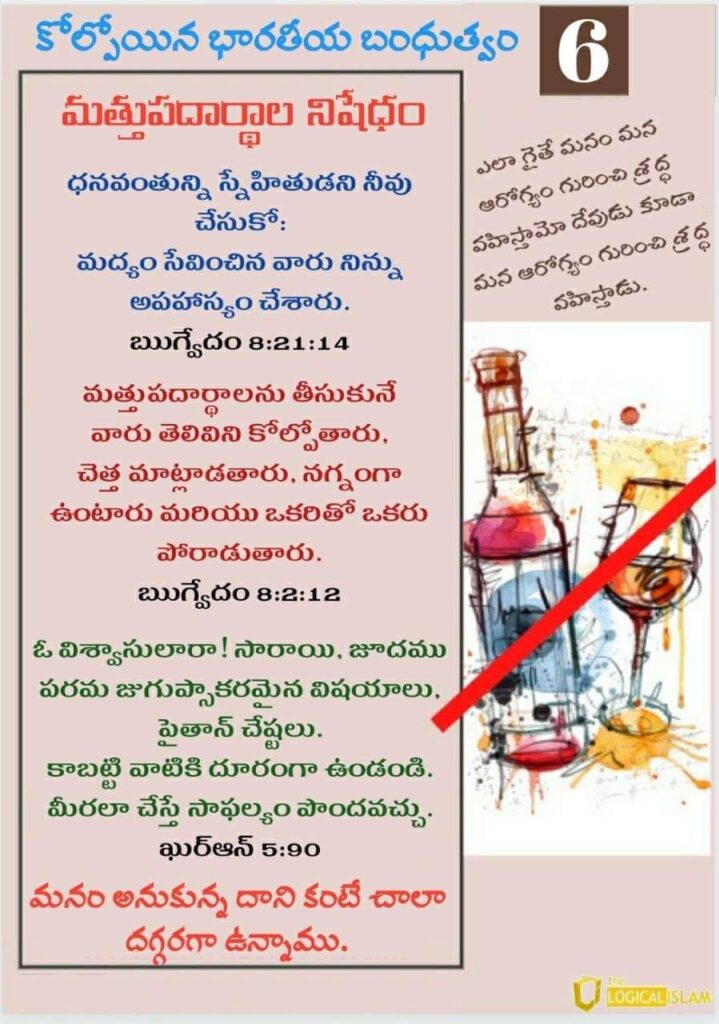 కోల్పోయిన భారతీయ బంధుత్వం
6
మత్తుపదార్థాల నిషేధం
ధనవంతున్ని స్నేహితుడని నీవు
చేసుకో:
మద్యం సేవించిన వారు నిన్ను
అపహాస్యం చేశారు.
ఋగ్వేదం 8:21:14
మత్తుపదార్థాలను తీసుకునే
వారు తెలివిని కోల్పోతారు,
చెత్త మాట్లాడతారు, నగ్నంగా
ఉంటారు మరియు ఒకరితో ఒకరు
పోరాడుతారు.
ఋగ్వేదం 8:2:12
ఓ విశ్వాసులారా! సారాయి, జూదము
పరమ జుగుప్సాకరమైన విషయాలు,
షైతాన్ చేష్టలు.
కాబట్టి వాటికి దూరంగా ఉండండి.
మీరలా చేస్తే సాఫల్యం పొందవచ్చు.
ఖుర్ఆన్ 5:90
మనం అనుకున్న దాని కంటే చాలా
దగ్గరగా ఉన్నాము.
ఎలా గైతే మనం మన
ఆరోగ్యం గురించి శ్రద్ధ
వహిస్తామో దేవుడు కూడా
మన ఆరోగ్యం గురించి శ్రద్ధ
వహిస్తాడు.
the
LOGICAL ISLAM